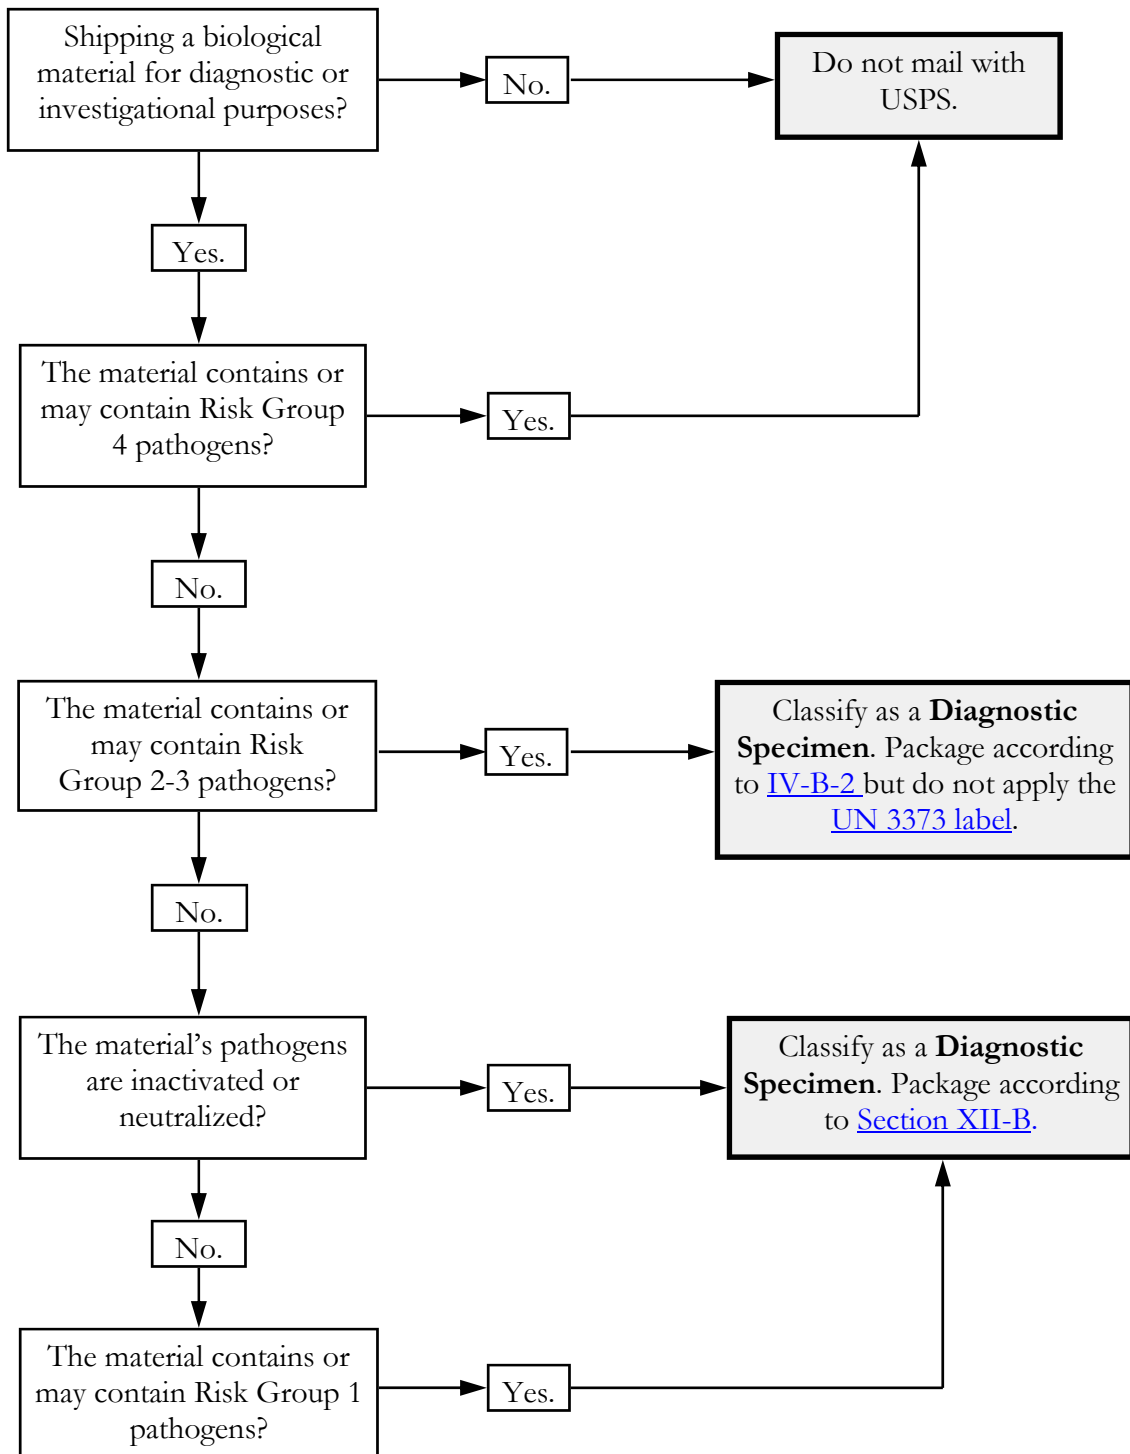 Shipping a biological
material for diagnostic or
investigational purposes?
No.
Do not mail with
USPS.
Yes.
The material contains or
may contain Risk Group
4 pathogens?
Yes.
No.
The material contains or
may contain Risk
Group 2-3 pathogens?
Yes.
Classify as a Diagnostic
Specimen. Package according
to IV-B-2 but do not apply the
UN 3373 label.
No.
The material’s pathogens
are inactivated or
neutralized?
Yes.
Classify as a Diagnostic
Specimen. Package according
to Section XII-B.
No.
The material contains or
may contain Risk Group 1
pathogens?
Yes.